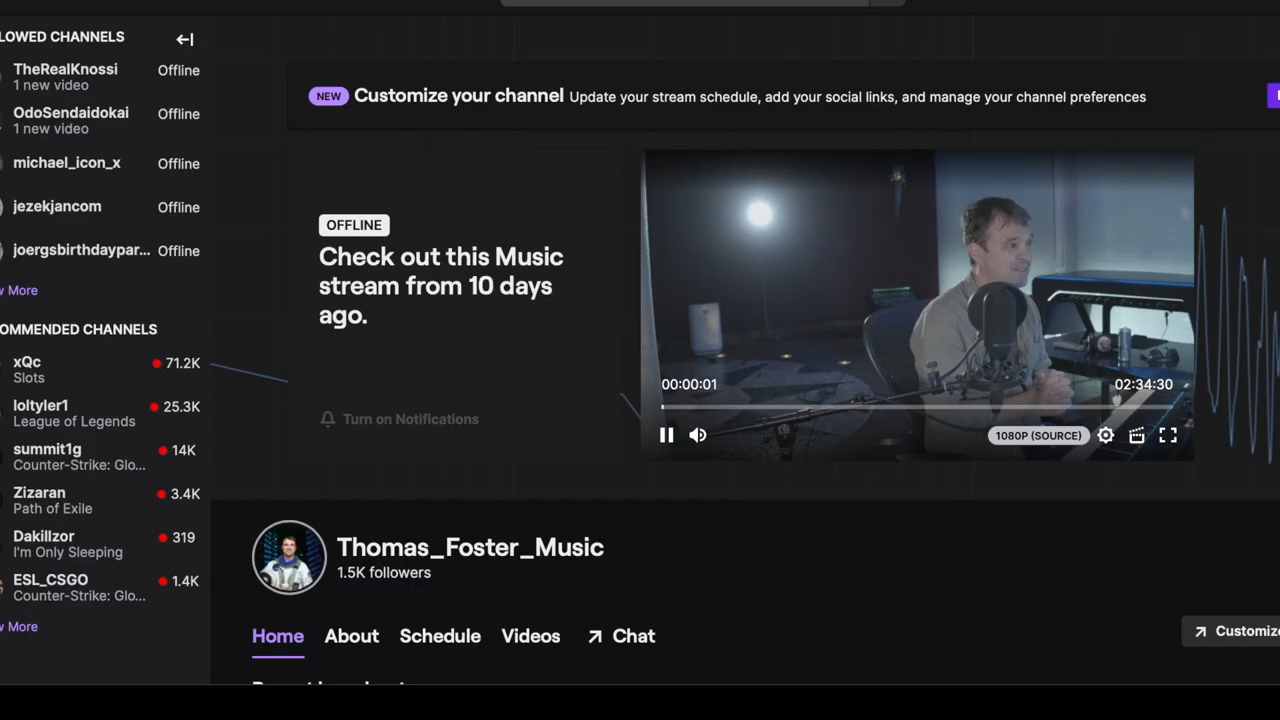 LOWED CHANNELS
TheRealKnossi Offline
1 new video
OdoSendaidokai Offline
1 new video
michael_icon_x Offline
jezekjancom Offline
joergsbirthdaypar... Offline
w More
OMMENDED CHANNELS
xQc 71.2K
Slots
loltyler1 25.3K
League of Legends
summit1g 14K
Counter-Strike: Glo...
Zizaran 3.4K
Path of Exile
Dakillzor 319
I'm Only Sleeping
ESL_CSGO 1.4K
Counter-Strike: Glo...
w More
NEW Customize your channel Update your stream schedule, add your social links, and manage your channel preferences
OFFLINE
Check out this Music
stream from 10 days
ago.
Turn on Notifications
00:00:01 02:34:30
1080P (SOURCE)
Thomas_Foster_Music
1.5K followers
Home About Schedule Videos Chat
Customize